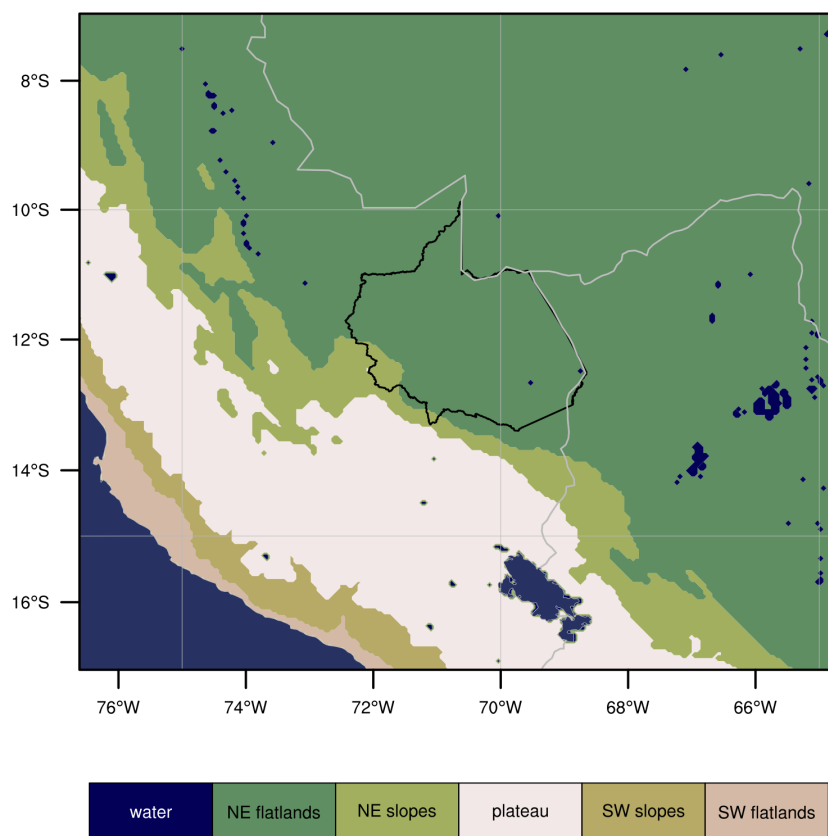 8°S
10°S
12°S
14°S
16°S
76°W 74°W 72°W 70°W 68°W 66°W
water NE flatlands NE slopes plateau SW slopes SW flatlands